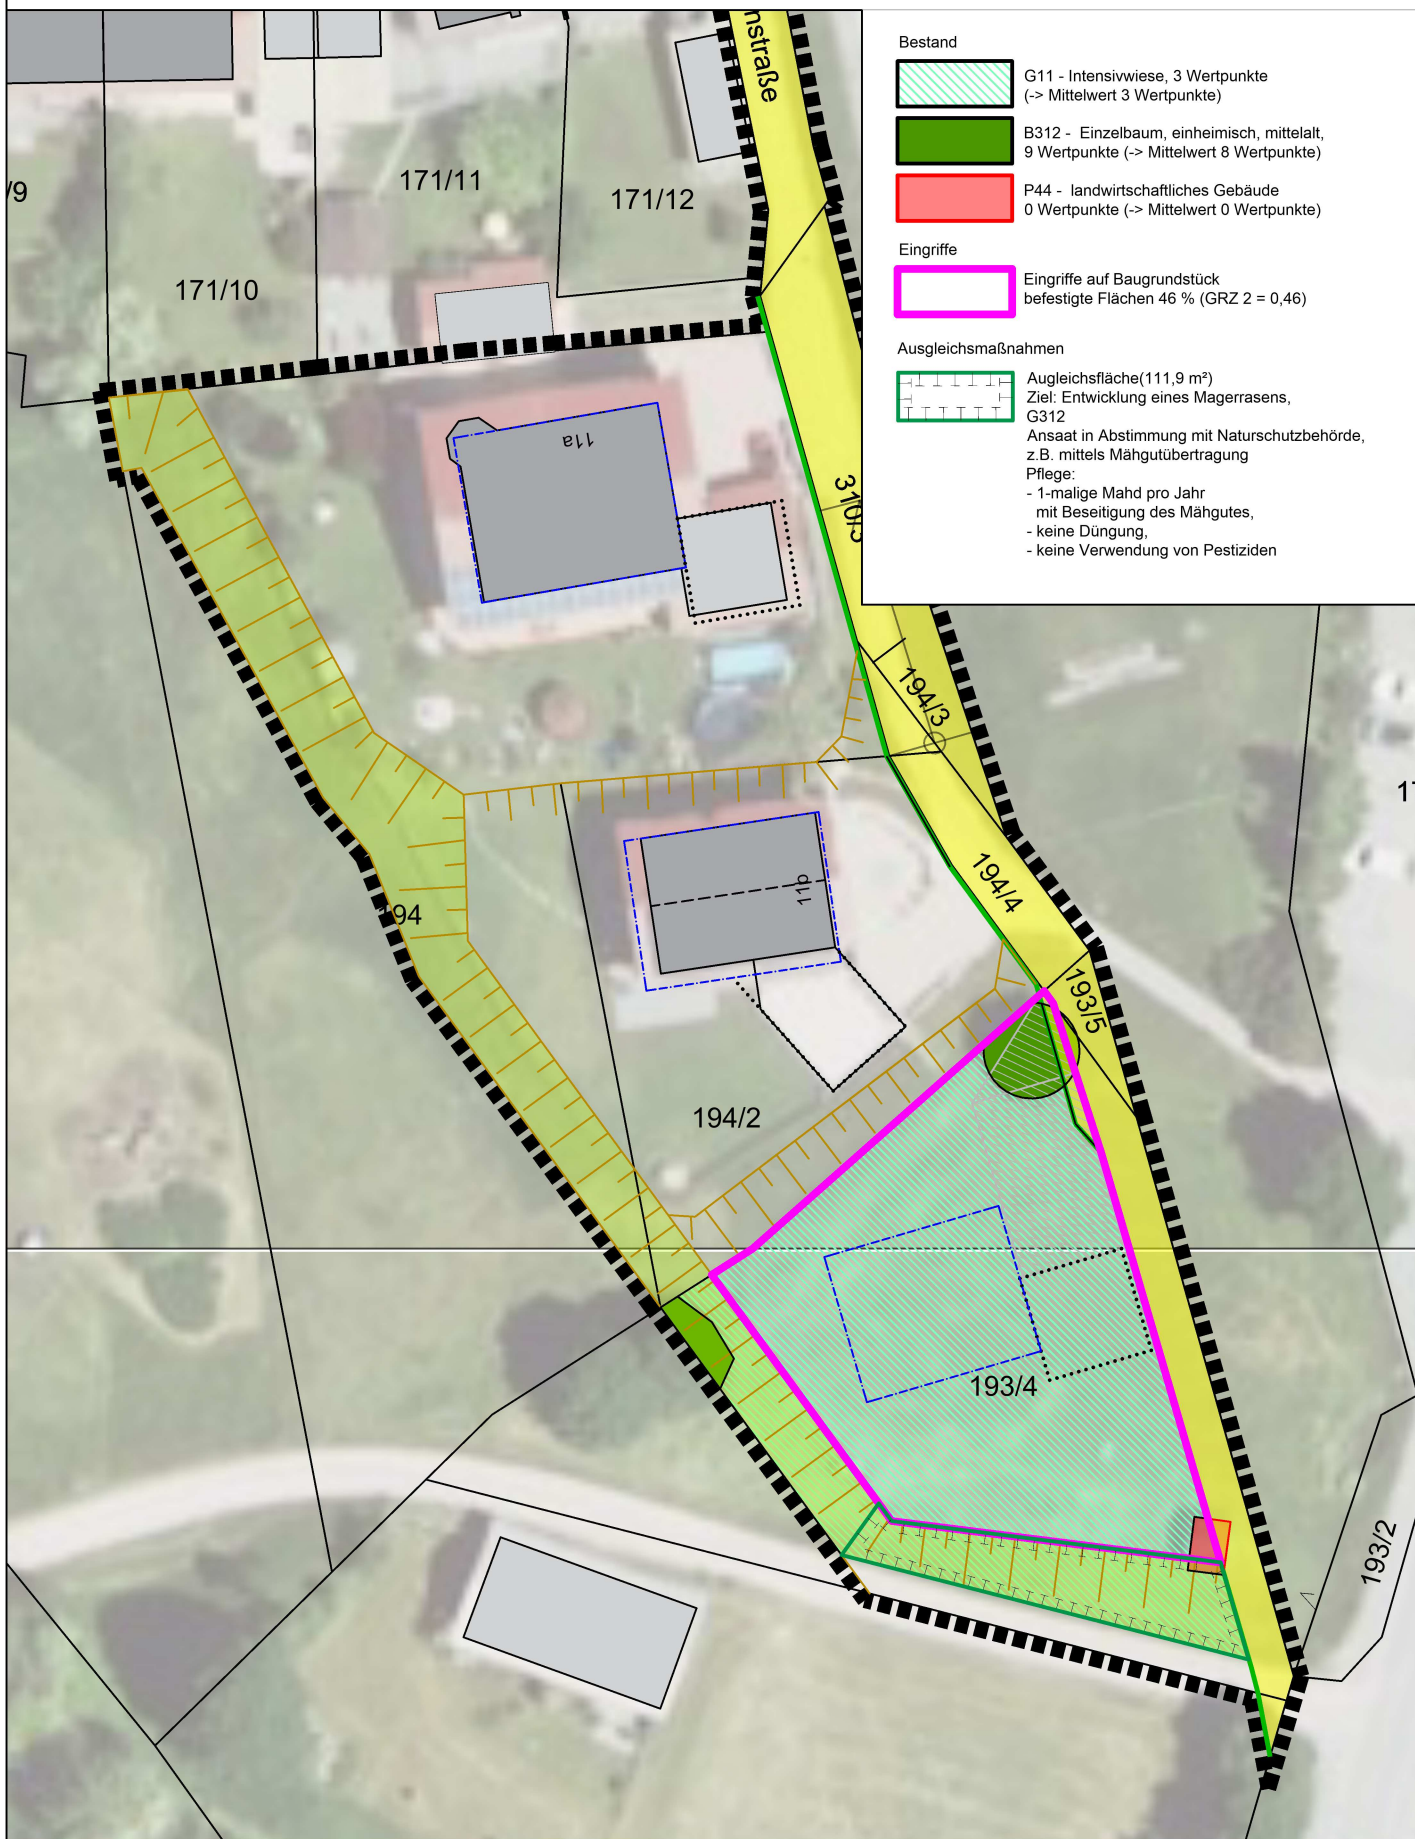 Bestand
G11 - Intensivwiese, 3 Wertpunkte
(-> Mittelwert 3 Wertpunkte)
B312 - Einzelbaum, einheimisch, mittelalt,
9 Wertpunkte (-> Mittelwert 8 Wertpunkte)
P44 - landwirtschaftliches Gebäude
0 Wertpunkte (-> Mittelwert 0 Wertpunkte)
Eingriffe
Eingriffe auf Baugrundstück
befestigte Flächen 46 % (GRZ 2 = 0,46)
Ausgleichsmaßnahmen
Augleichsfläche(111,9 m²)
Ziel: Entwicklung eines Magerrasens,
G312
Ansaat in Abstimmung mit Naturschutzbehörde,
z.B. mittels Mähgutübertragung
Pflege:
- 1-malige Mahd pro Jahr
mit Beseitigung des Mähgutes,
- keine Düngung,
- keine Verwendung von Pestiziden
nstraße
/9
171/11
171/12
171/10
11a
310/3
194/3
17
194/4
11b
194
193/5
194/2
193/4
193/2